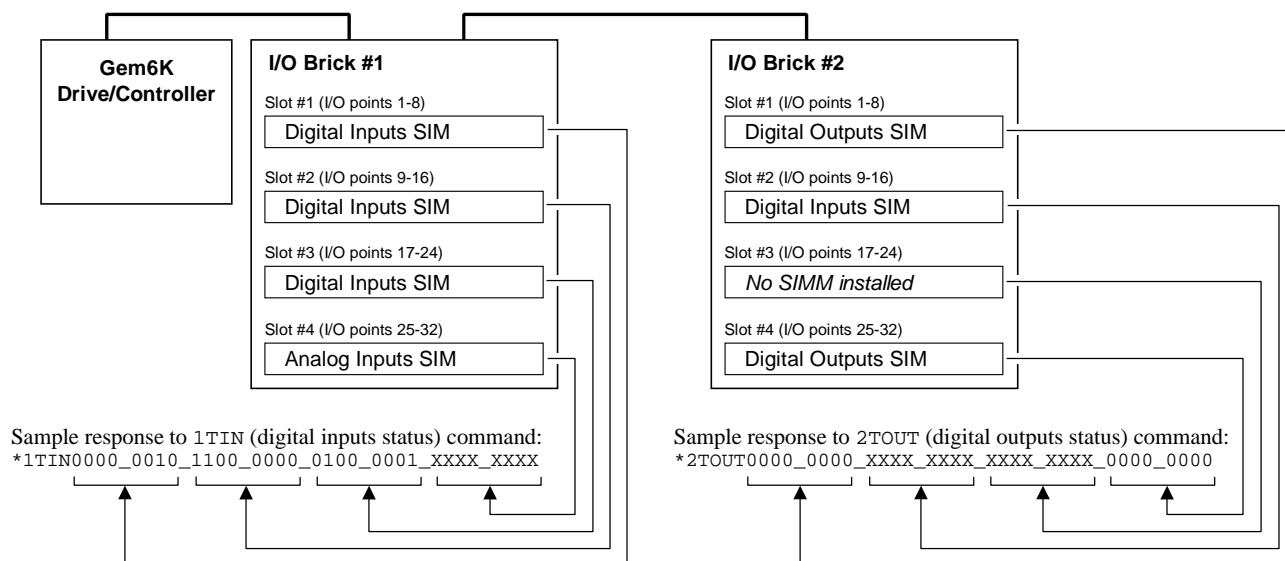 Gem6K
Drive/Controller
I/O Brick #1
Slot #1 (I/O points 1-8)
Digital Inputs SIM
Slot #2 (I/O points 9-16)
Digital Inputs SIM
Slot #3 (I/O points 17-24)
Digital Inputs SIM
Slot #4 (I/O points 25-32)
Analog Inputs SIM
I/O Brick #2
Slot #1 (I/O points 1-8)
Digital Outputs SIM
Slot #2 (I/O points 9-16)
Digital Inputs SIM
Slot #3 (I/O points 17-24)
No SIMM installed
Slot #4 (I/O points 25-32)
Digital Outputs SIM
Sample response to 1TIN (digital inputs status) command:
*1TIN0000_0010_1100_0000_0100_0001_XXXX_XXXX
Sample response to 2TOUT (digital outputs status) command:
*2TOUT0000_0000_XXXX_XXXX_XXXX_XXXX_0000_0000